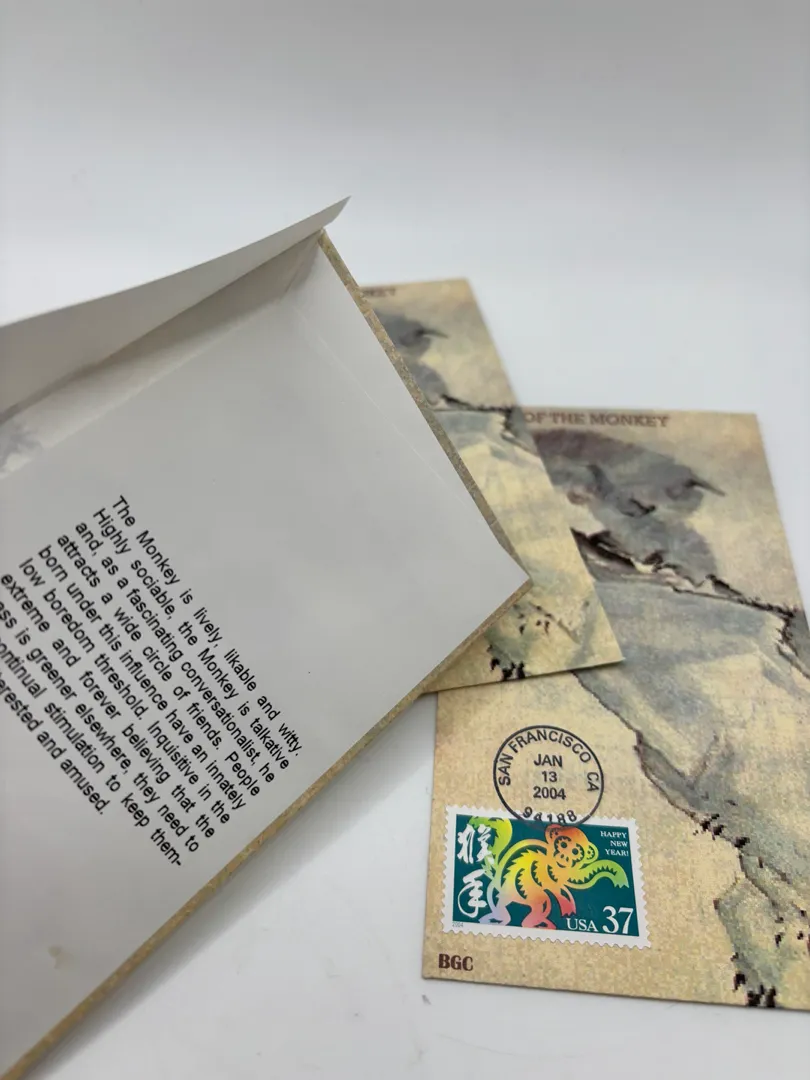 The Monkey is lively, likable and witty.
Highly sociable, the Monkey is talkative
and, as a fascinating conversationalist, he
attracts a wide circle of friends. People
born under this influence have an innately
low boredom threshold. Inquisitive in the
extreme and forever believing that the
is greener elsewhere, they need to
continual stimulation to keep them-
and amused.
OF THE MONKEY
SAN FRANCISCO CA
JAN
13
2004
94188
猴年
HAPPY
NEW
YEAR!
USA 37
2004
BGC